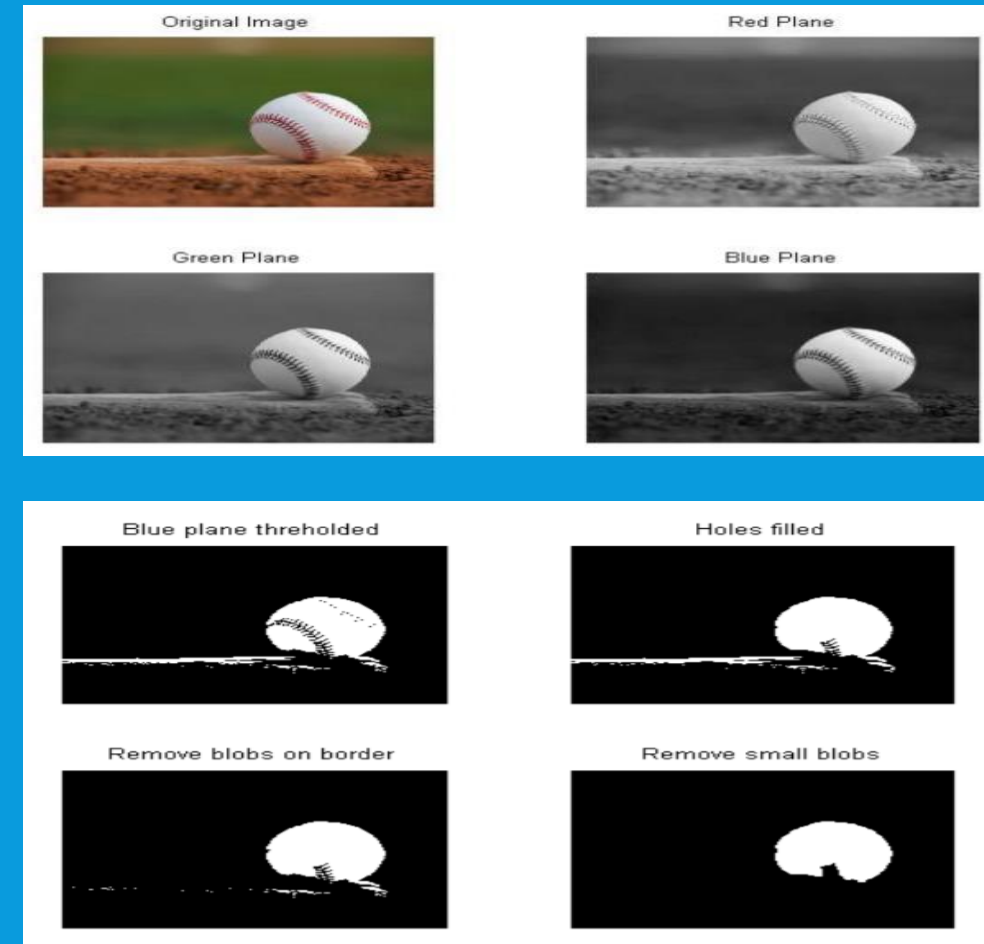 Original Image
Red Plane
Green Plane
Blue Plane
Blue plane threholded
Holes filled
Remove blobs on border
Remove small blobs